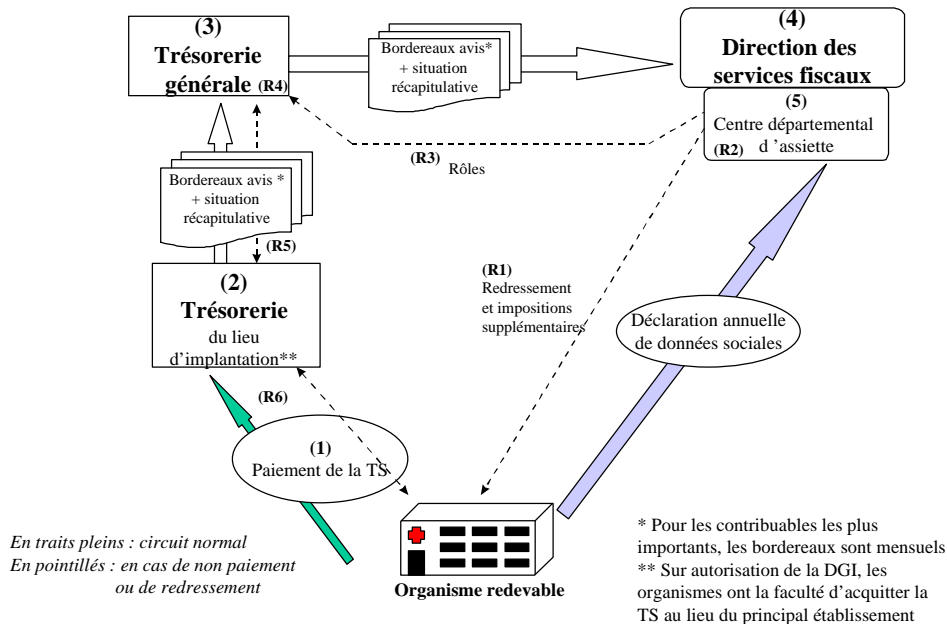 (3)
Trésorerie
générale (R4)
Bordereaux avis*
+ situation
récapitulative
(4)
Direction des
services fiscaux
(5)
Centre départemental
(R2) d ’assiette
(R3)
Rôles
Bordereaux avis *
+ situation
récapitulative
(R5)
(2)
Trésorerie
du lieu
d’implantation**
(R1)
Redressement
et impositions
supplémentaires
Déclaration annuelle
de données sociales
(R6)
(1)
Paiement de la TS
Organisme redevable
En traits pleins : circuit normal
En pointillés : en cas de non paiement
ou de redressement
* Pour les contribuables les plus
importants, les bordereaux sont mensuels
** Sur autorisation de la DGI, les
organismes ont la faculté d’acquitter la
TS au lieu du principal établissement